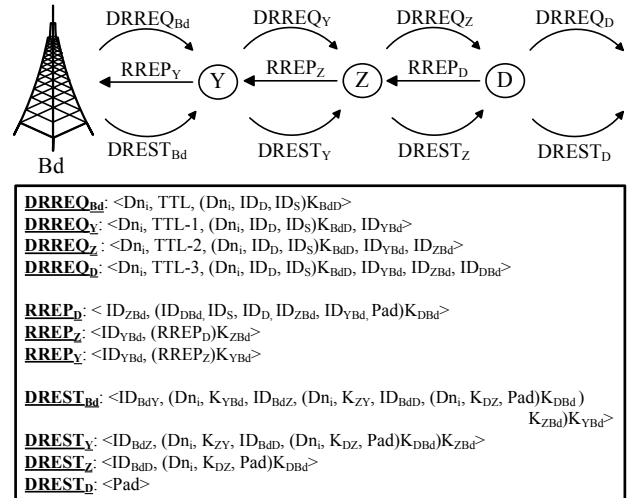 DRREQBd DRREQY DRREQZ DRREQD
RREPY Y RREPZ Z RREPD D
DRESTBd DRESTY DRESTZ DRESTD
Bd
DRREQBd: <Dni, TTL, (Dni, IDD, IDS)KBdD>
DRREQY: <Dni, TTL-1, (Dni, IDD, IDS)KBdD, IDYBd>
DRREQZ : <Dni, TTL-2, (Dni, IDD, IDS)KBdD, IDYBd, IDZBd>
DRREQD: <Dni, TTL-3, (Dni, IDD, IDS)KBdD, IDYBd, IDZBd, IDDBd>
RREPD: < IDZBd, (IDDBd, IDS, IDD, IDZBd, IDYBd, Pad)KDBd>
RREPZ: <IDYBd, (RREPD)KZBd>
RREPY: <IDYBd, (RREPZ)KYBd>
DRESTBd: <IDBdY, (Dni, KYBd, IDBdZ, (Dni, KZY, IDBdD, (Dni, KDZ, Pad)KDBd )
KZBd)KYBd>
DRESTY: <IDBdZ, (Dni, KZY, IDBdD, (Dni, KDZ, Pad)KDBd)KZBd>
DRESTZ: <IDBdD, (Dni, KDZ, Pad)KDBd>
DRESTD: <Pad>